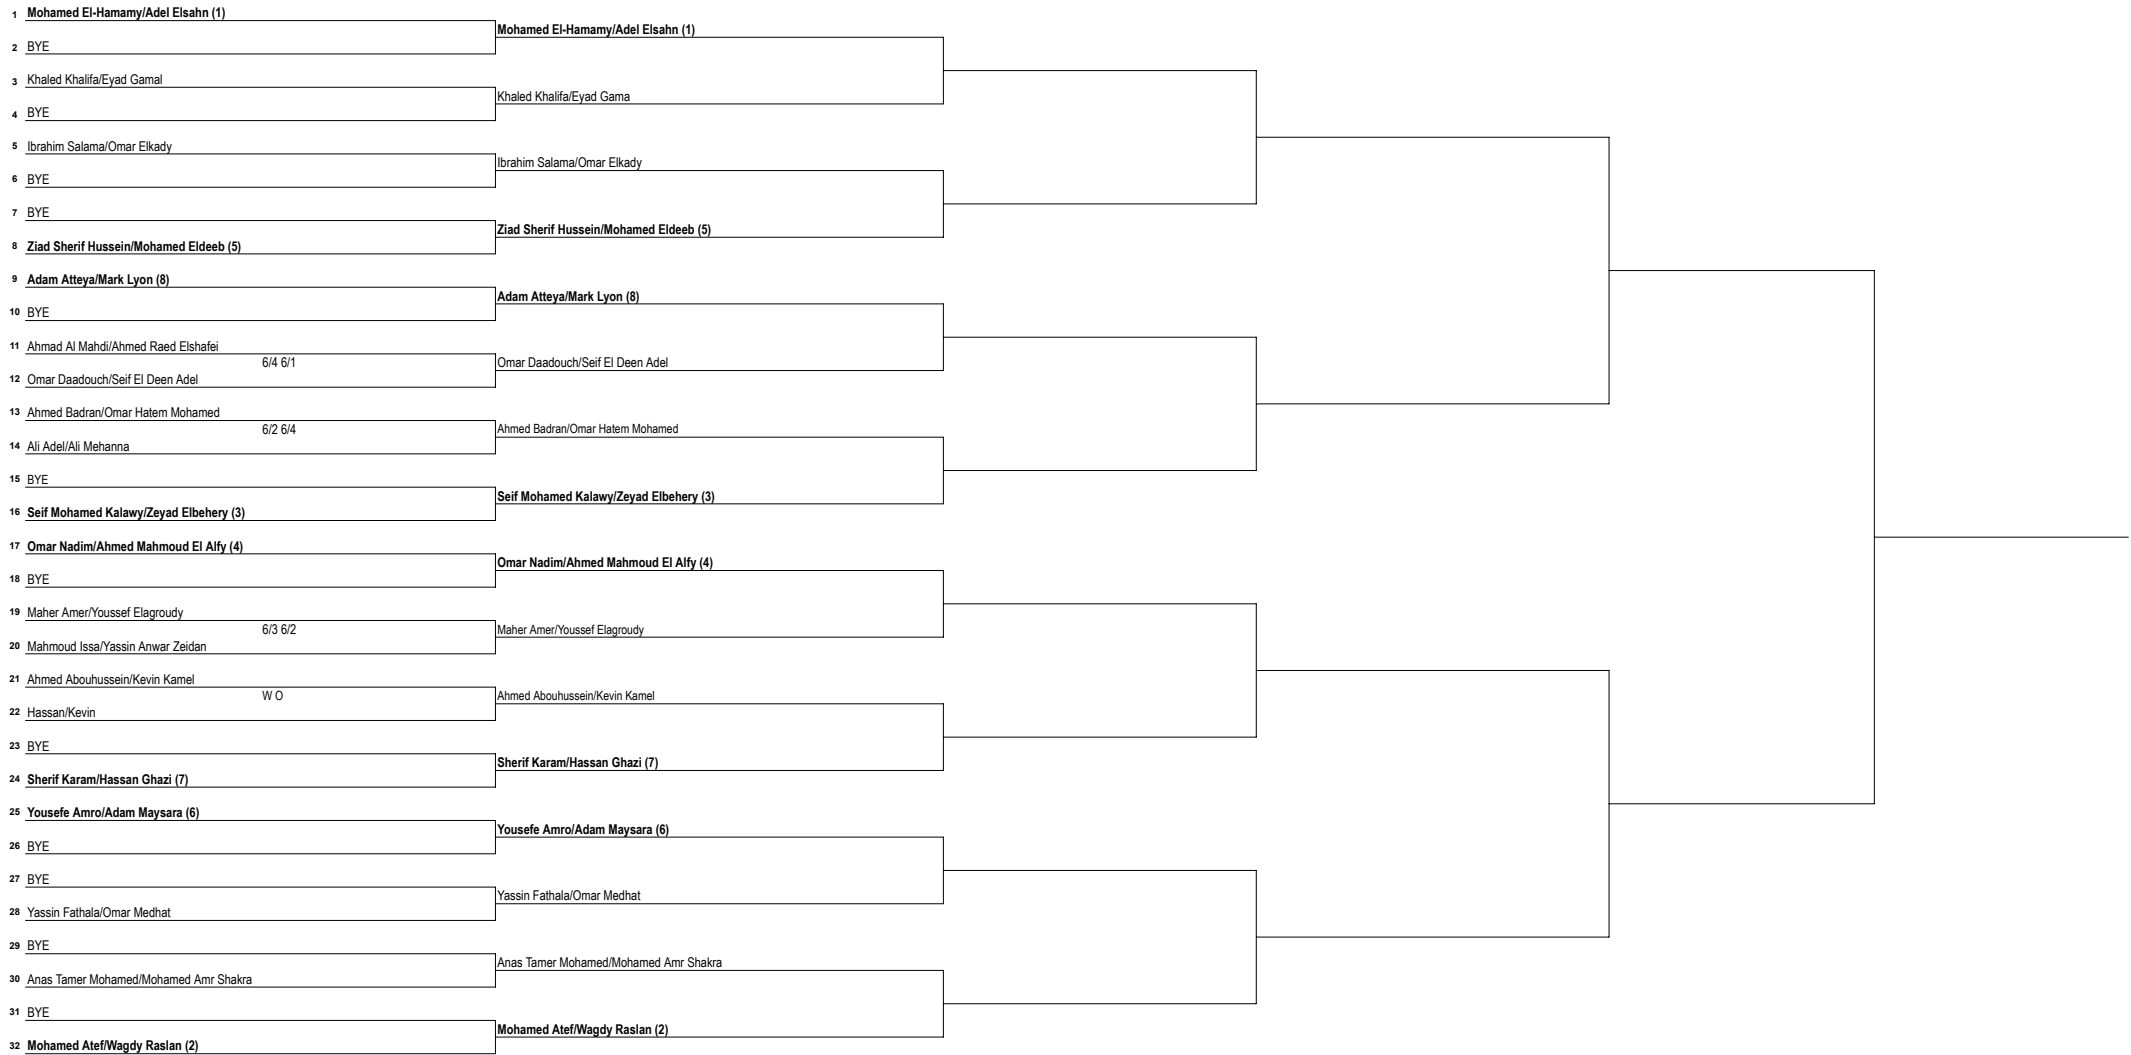 1 Mohamed El-Hamamy/Adel Elsahn (1)
Mohamed El-Hamamy/Adel Elsahn (1)
2 BYE
3 Khaled Khalifa/Eyad Gamal
Khaled Khalifa/Eyad Gama
4 BYE
5 Ibrahim Salama/Omar Elkady
Ibrahim Salama/Omar Elkady
6 BYE
7 BYE
Ziad Sherif Hussein/Mohamed Eldeeb (5)
8 Ziad Sherif Hussein/Mohamed Eldeeb (5)
9 Adam Atteya/Mark Lyon (8)
Adam Atteya/Mark Lyon (8)
10 BYE
11 Ahmad Al Mahdi/Ahmed Raed Elshafei
6/4 6/1 Omar Daadouch/Seif El Deen Adel
12 Omar Daadouch/Seif El Deen Adel
13 Ahmed Badran/Omar Hatem Mohamed
6/2 6/4 Ahmed Badran/Omar Hatem Mohamed
14 Ali Adel/Ali Mehanna
15 BYE
Seif Mohamed Kalawy/Zeyad Elbehery (3)
16 Seif Mohamed Kalawy/Zeyad Elbehery (3)
17 Omar Nadim/Ahmed Mahmoud El Alfy (4)
Omar Nadim/Ahmed Mahmoud El Alfy (4)
18 BYE
19 Maher Amer/Youssef Elagroudy
6/3 6/2 Maher Amer/Youssef Elagroudy
20 Mahmoud Issa/Yassin Anwar Zeidan
21 Ahmed Abouhussein/Kevin Kamel
W O Ahmed Abouhussein/Kevin Kamel
22 Hassan/Kevin
23 BYE
Sherif Karam/Hassan Ghazi (7)
24 Sherif Karam/Hassan Ghazi (7)
25 Yousefe Amro/Adam Maysara (6)
Yousefe Amro/Adam Maysara (6)
26 BYE
27 BYE
Yassin Fathala/Omar Medhat
28 Yassin Fathala/Omar Medhat
29 BYE
Anas Tamer Mohamed/Mohamed Amr Shakra
30 Anas Tamer Mohamed/Mohamed Amr Shakra
31 BYE
Mohamed Atef/Wagdy Raslan (2)
32 Mohamed Atef/Wagdy Raslan (2)